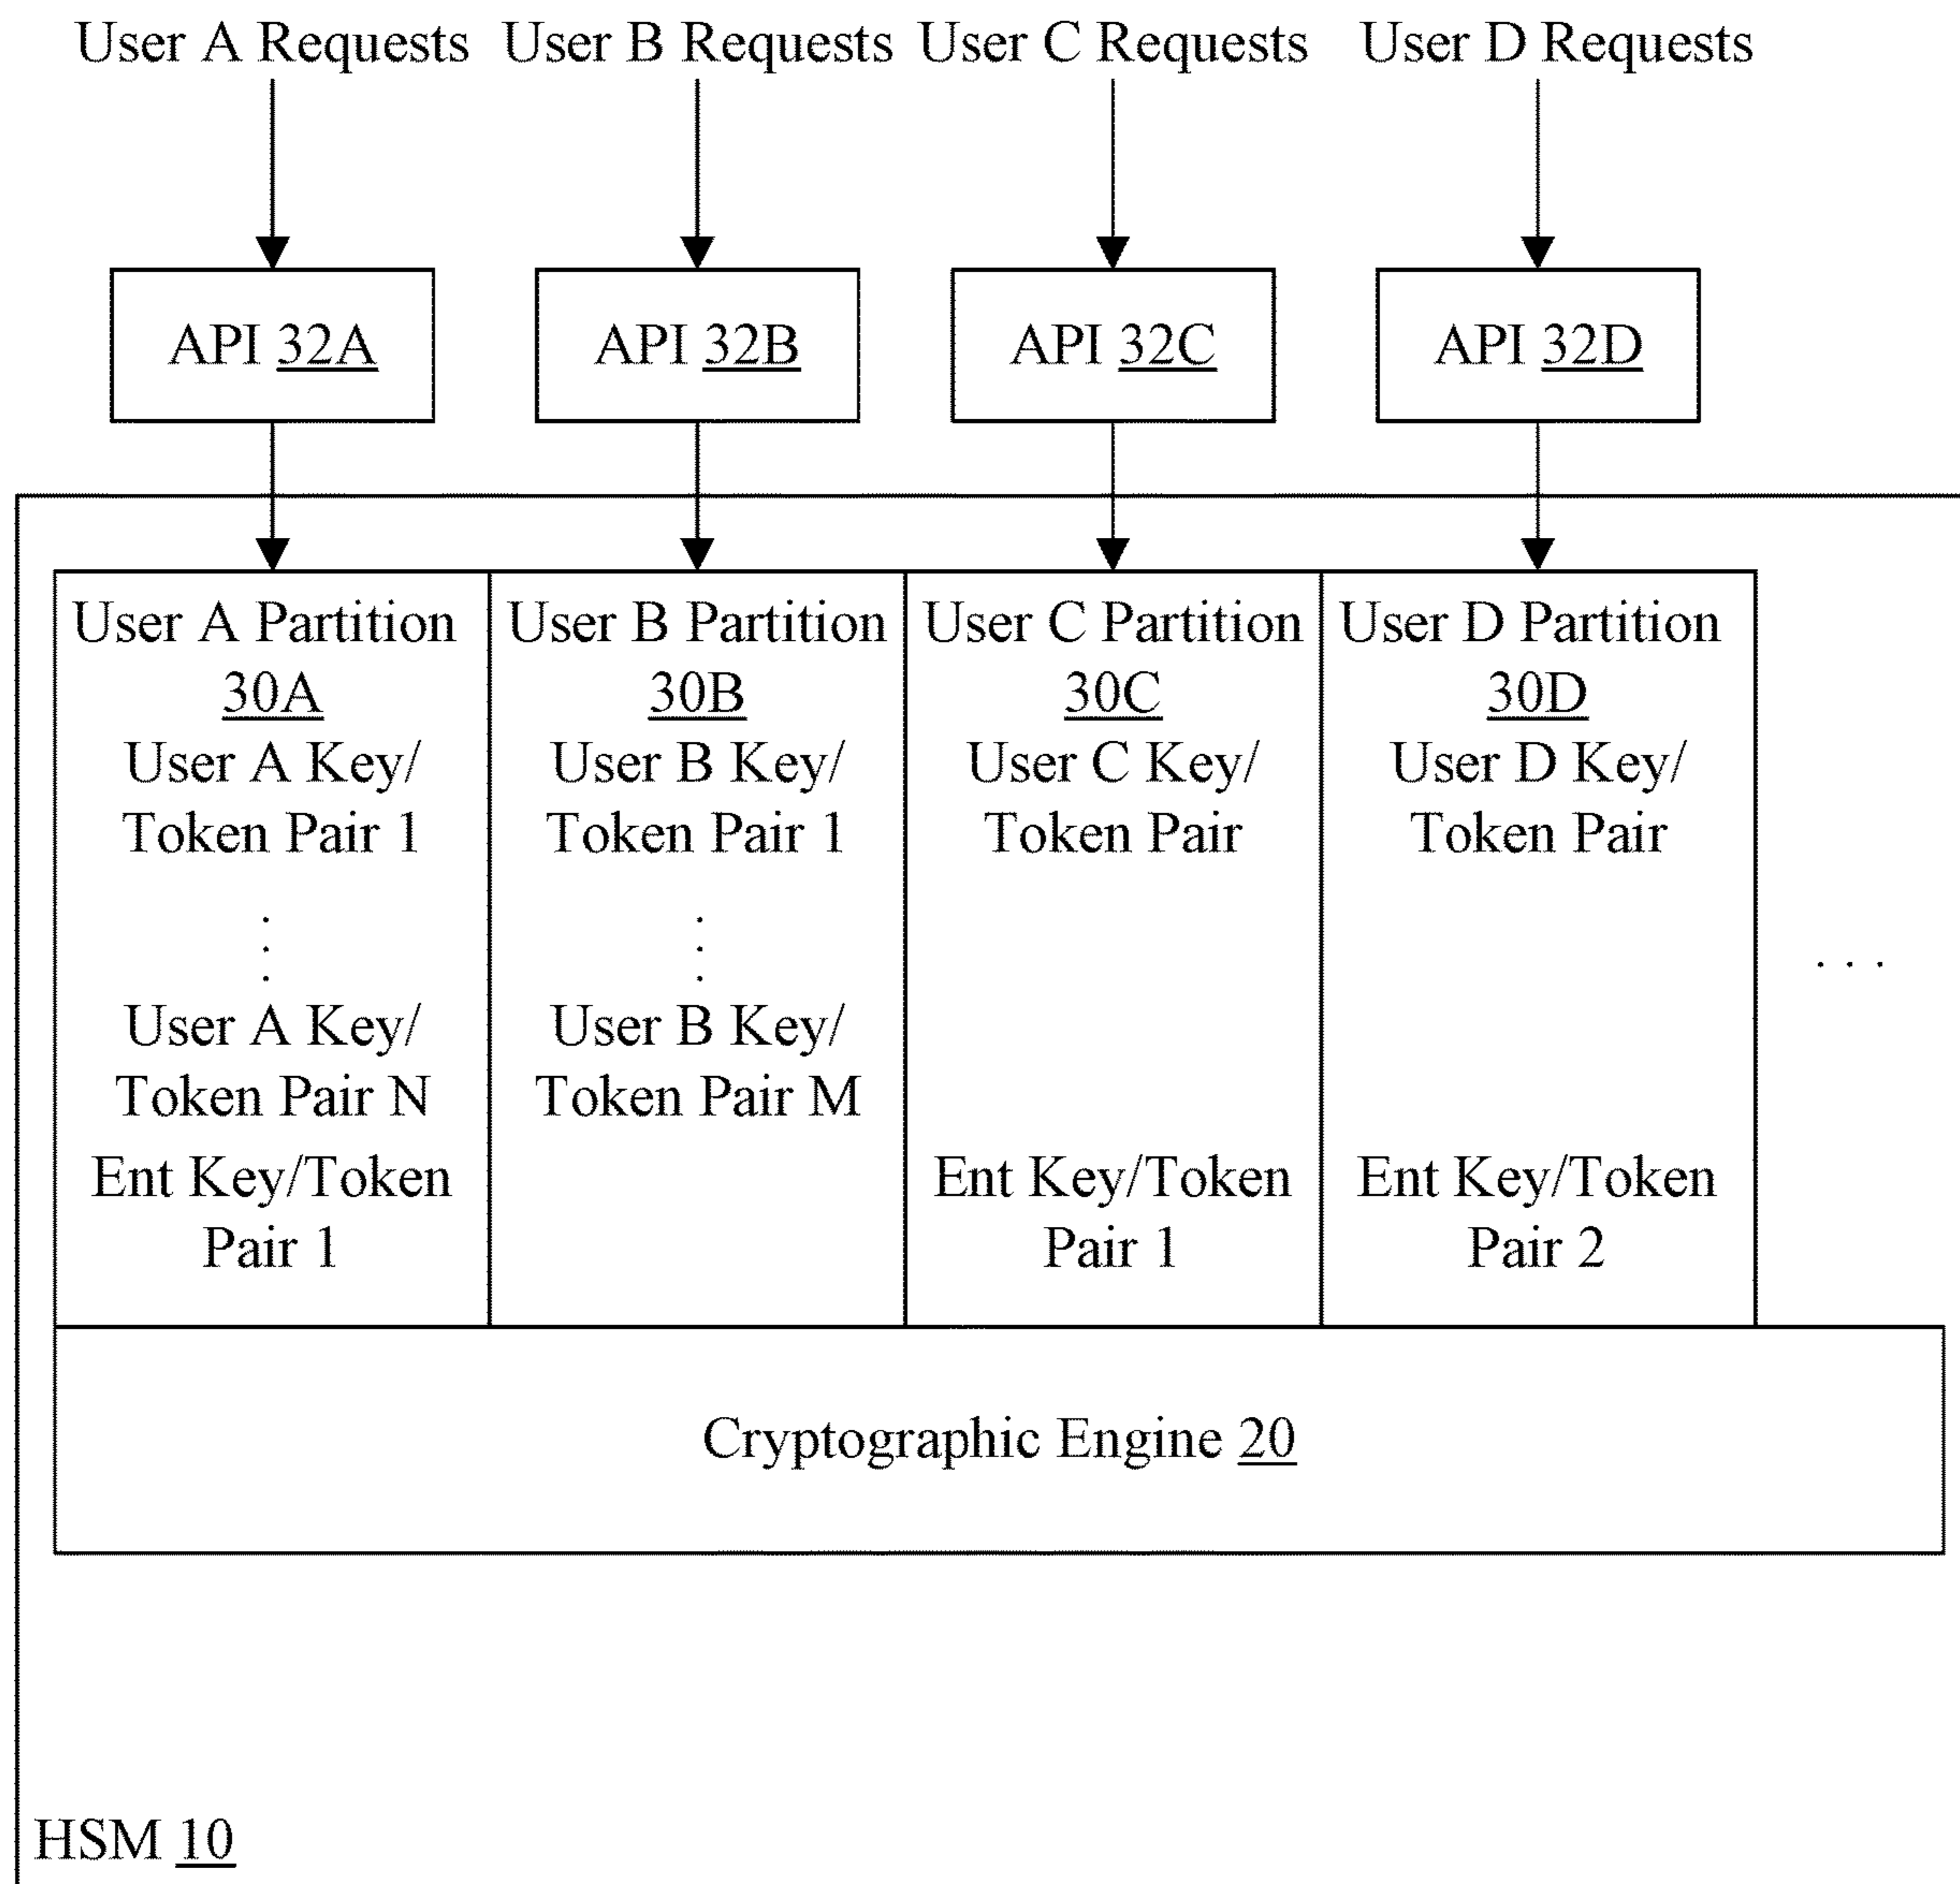 User A Requests User B Requests User C Requests User D Requests
API 32A API 32B API 32C API 32D
User A Partition
30A
User A Key/
Token Pair 1
User A Key/
Token Pair N
Ent Key/Token
Pair 1
User B Partition
30B
User B Key/
Token Pair 1
User B Key/
Token Pair M
User C Partition
30C
User C Key/
Token Pair
Ent Key/Token
Pair 1
User D Partition
30D
User D Key/
Token Pair
Ent Key/Token
Pair 2
. . .
Cryptographic Engine 20
HSM 10